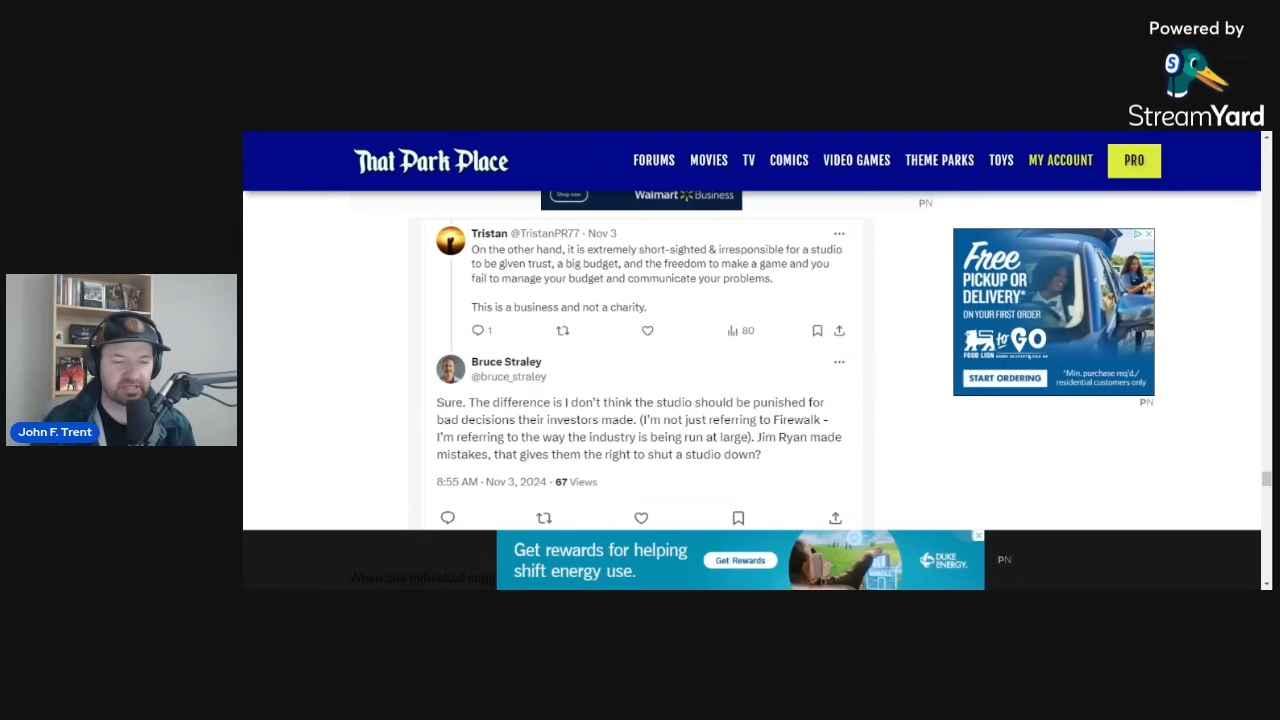 Powered by
S
StreamYard
That Park Place
FORUMS MOVIES TV COMICS VIDEO GAMES THEME PARKS TOYS MY ACCOUNT PRO
Shop now Walmart Business
PN
Tristan @TristanPR77 · Nov 3
On the other hand, it is extremely short-sighted & irresponsible for a studio
to be given trust, a big budget, and the freedom to make a game and you
fail to manage your budget and communicate your problems.
This is a business and not a charity.
1 80
Bruce Straley
@bruce_straley
Sure. The difference is I don't think the studio should be punished for
bad decisions their investors made. (I'm not just referring to Firewalk -
I'm referring to the way the industry is being run at large). Jim Ryan made
mistakes, that gives them the right to shut a studio down?
8:55 AM · Nov 3, 2024 · 67 Views
Free
PICKUP OR
DELIVERY*
ON YOUR FIRST ORDER
FOOD LION to GO
START ORDERING
*Min. purchase req'd./
residential customers only
PN
John F. Trent
When one individual sugg
Get rewards for helping
shift energy use.
Get Rewards
DUKE
ENERGY.
PN